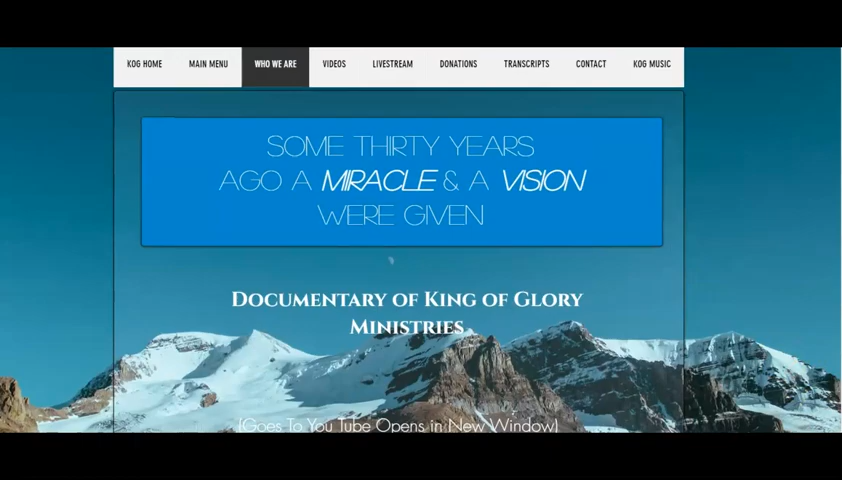 KOG HOME MAIN MENU WHO WE ARE VIDEOS LIVESTREAM DONATIONS TRANSCRIPTS CONTACT KOG MUSIC
SOME THIRTY YEARS
AGO A MIRACLE & A VISION
WERE GIVEN
DOCUMENTARY OF KING OF GLORY
MINISTRIES
(Goes To You Tube Opens in New Window)